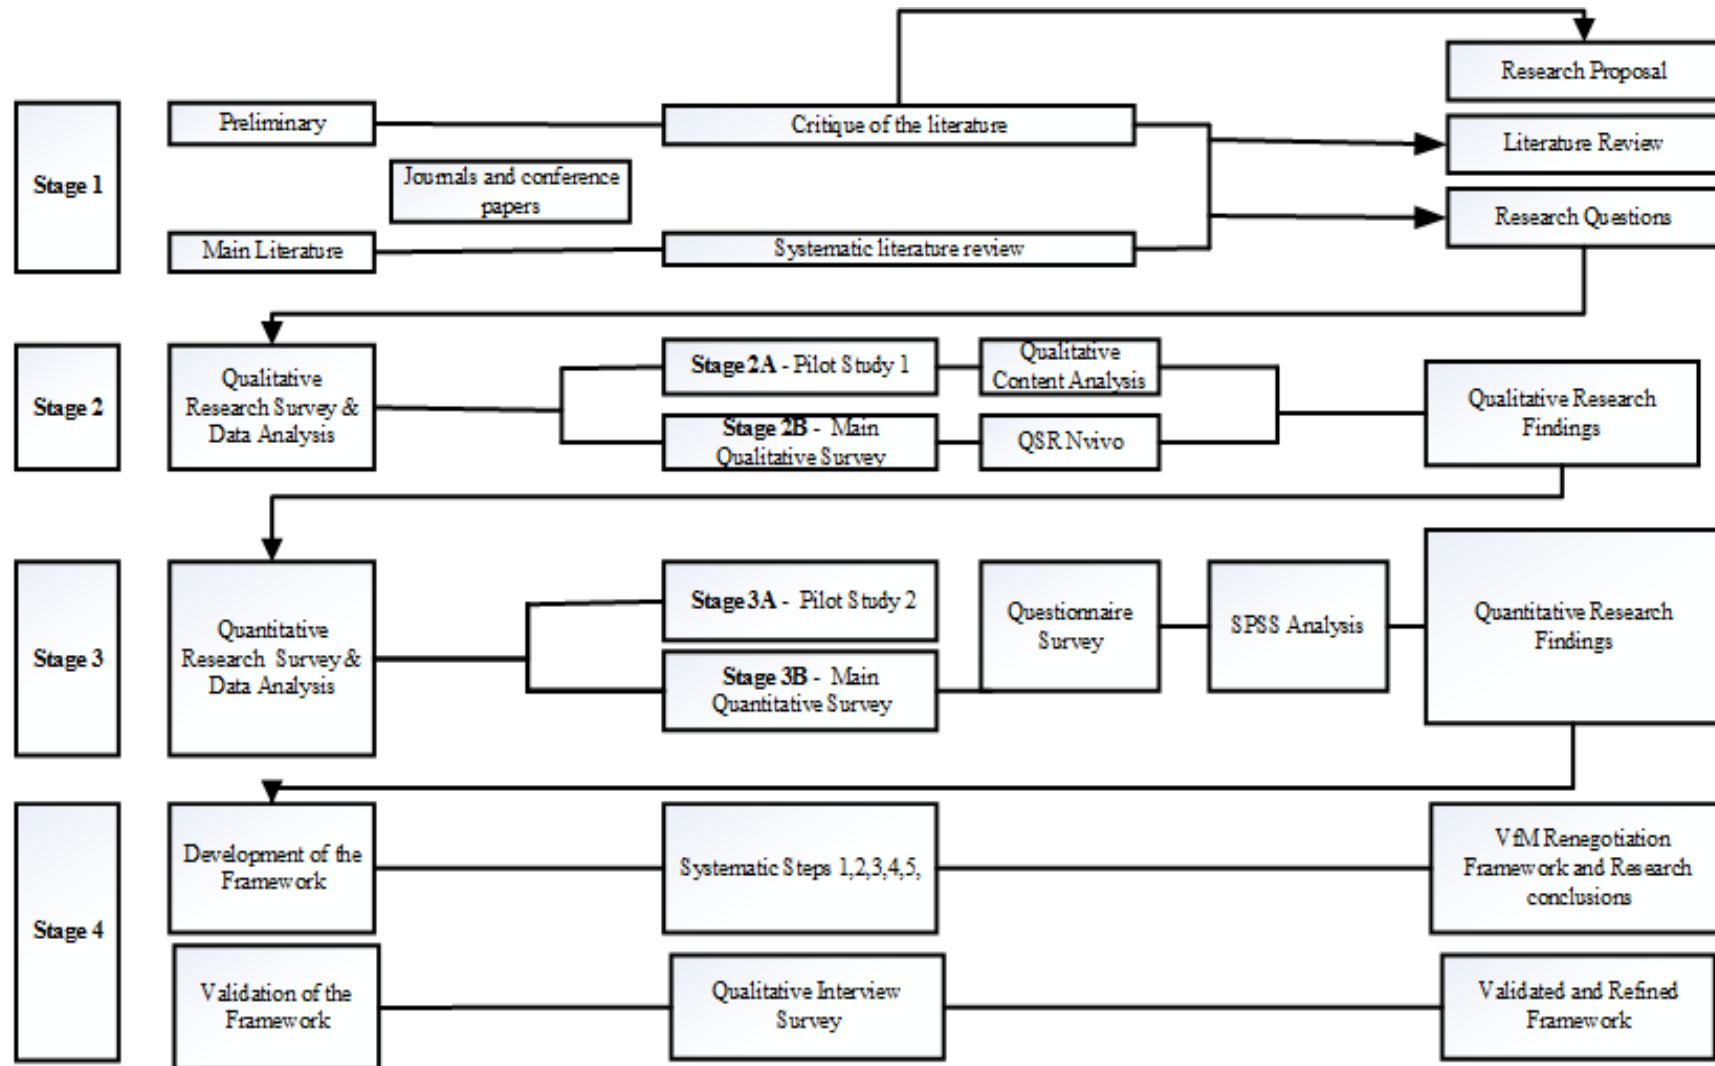 Research Proposal
Stage 1
Preliminary
Critique of the literature
Literature Review
Journals and conference
papers
Research Questions
Main Literature
Systematic literature review
Stage 2
Qualitative
Research Survey &
Data Analysis
Stage 2A - Pilot Study 1
Qualitative
Content Analysis
Stage 2B - Main
Qualitative Survey
QSR Nvivo
Qualitative Research
Findings
Stage 3
Quantitative
Research Survey &
Data Analysis
Stage 3A - Pilot Study 2
Stage 3B - Main
Quantitative Survey
Questionnaire
Survey
SPSS Analysis
Quantitative Research
Findings
Stage 4
Development of the
Framework
Systematic Steps 1,2,3,4,5,
VfM Renegotiation
Framework and Research
conclusions
Validation of the
Framework
Qualitative Interview
Survey
Validated and Refined
Framework